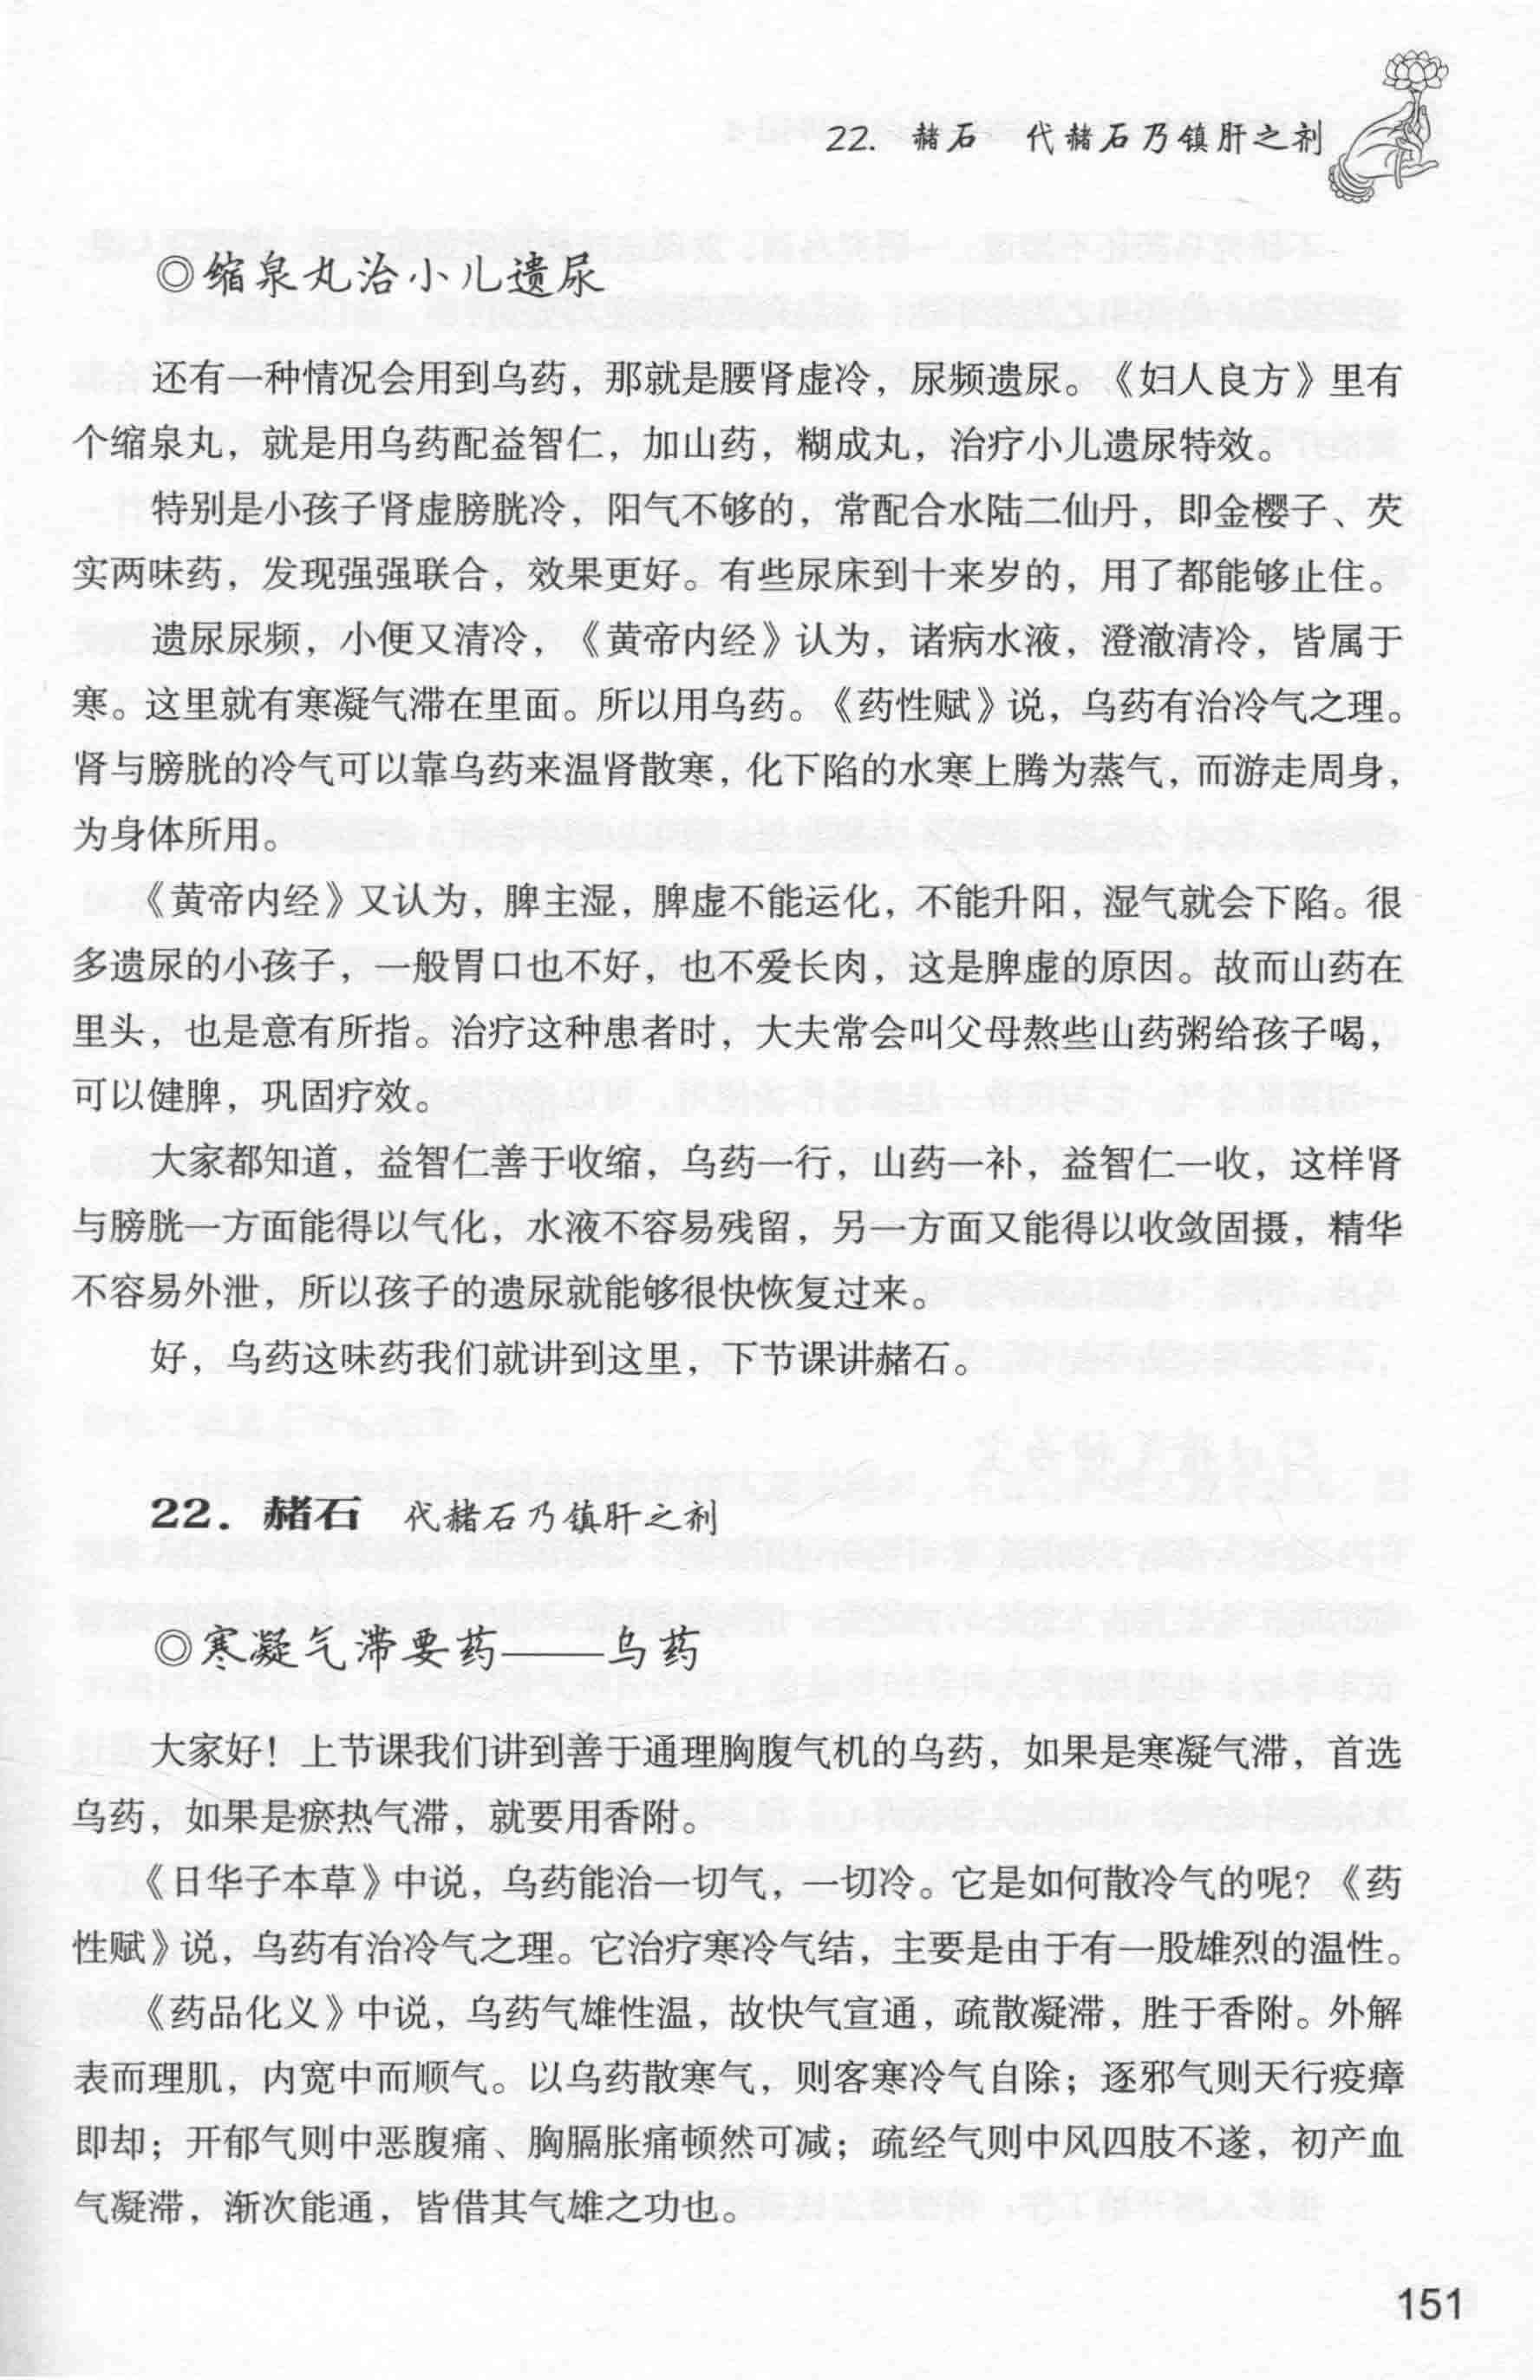 22. 赭石 代赭石乃镇肝之剂
◎缩泉丸治小儿遗尿
还有一种情况会用到乌药，那就是腰肾虚冷，尿频遗尿。《妇人良方》里有
个缩泉丸，就是用乌药配益智仁，加山药，糊成丸，治疗小儿遗尿特效。
特别是小孩子肾虚膀胱冷，阳气不够的，常配合水陆二仙丹，即金樱子、芡
实两味药，发现强强联合，效果更好。有些尿床到十来岁的，用了都能够止住。
遗尿尿频，小便又清冷，《黄帝内经》认为，诸病水液，澄澈清冷，皆属于
寒。这里就有寒凝气滞在里面。所以用乌药。《药性赋》说，乌药有治冷气之理。
肾与膀胱的冷气可以靠乌药来温肾散寒，化下陷的水寒上腾为蒸气，而游走周身，
为身体所用。
《黄帝内经》又认为，脾主湿，脾虚不能运化，不能升阳，湿气就会下陷。很
多遗尿的小孩子，一般胃口也不好，也不爱长肉，这是脾虚的原因。故而山药在
里头，也是意有所指。治疗这种患者时，大夫常会叫父母熬些山药粥给孩子喝，
可以健脾，巩固疗效。
大家都知道，益智仁善于收缩，乌药一行，山药一补，益智仁一收，这样肾
与膀胱一方面能得以气化，水液不容易残留，另一方面又能得以收敛固摄，精华
不容易外泄，所以孩子的遗尿就能够很快恢复过来。
好，乌药这味药我们就讲到这里，下节课讲赭石。
22. 赭石 代赭石乃镇肝之剂
◎寒凝气滞要药——乌药
大家好！上节课我们讲到善于通理胸腹气机的乌药，如果是寒凝气滞，首选
乌药，如果是瘀热气滞，就要用香附。
《日华子本草》中说，乌药能治一切气，一切冷。它是如何散冷气的呢？《药
性赋》说，乌药有治冷气之理。它治疗寒冷气结，主要是由于有一股雄烈的温性。
《药品化义》中说，乌药气雄性温，故快气宣通，疏散凝滞，胜于香附。外解
表而理肌，内宽中而顺气。以乌药散寒气，则客寒冷气自除；逐邪气则天行疫瘴
即却；开郁气则中恶腹痛、胸膈胀痛顿然可减；疏经气则中风四肢不遂，初产血
气凝滞，渐次能通，皆借其气雄之功也。
151